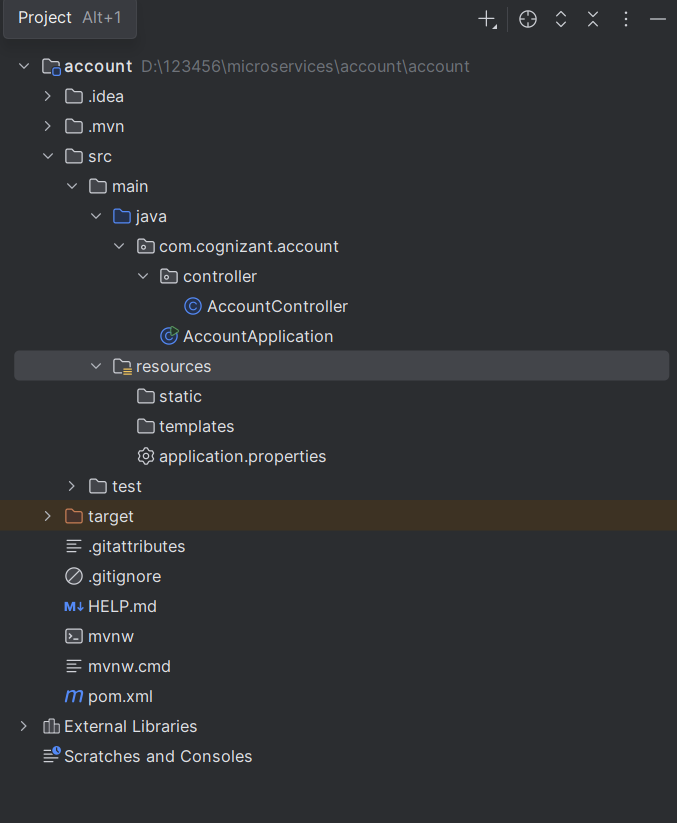 Project Alt+1
account D:\123456\microservices\account\account
.idea
.mvn
src
main
java
com.cognizant.account
controller
C AccountController
C AccountApplication
resources
static
templates
application.properties
test
target
.gitattributes
.gitignore
M↓ HELP.md
mvnw
mvnw.cmd
m pom.xml
External Libraries
Scratches and Consoles